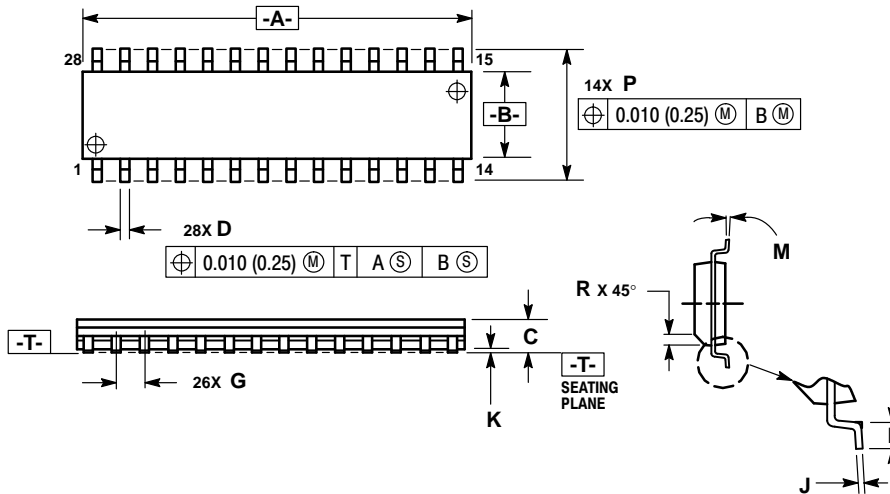 -A-
28
15
14X P
-B-
⌖ 0.010 (0.25) Ⓜ B Ⓜ
1
14
28X D
⌖ 0.010 (0.25) Ⓜ T A Ⓢ B Ⓢ
M
R X 45°
-T-
C
26X G
K
-T-
SEATING
PLANE
J